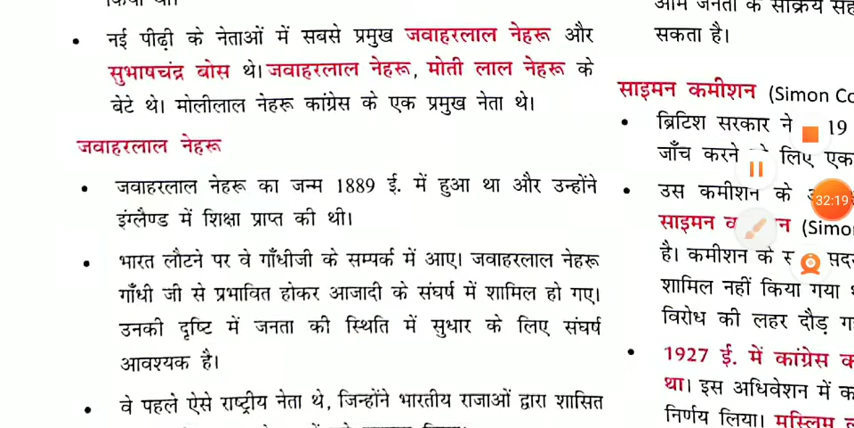 नई पीढ़ी के नेताओं में सबसे प्रमुख जवाहरलाल नेहरू और
सुभाषचंद्र बोस थे। जवाहरलाल नेहरू, मोती लाल नेहरू के
बेटे थे। मोलीलाल नेहरू कांग्रेस के एक प्रमुख नेता थे।
जवाहरलाल नेहरू
जवाहरलाल नेहरू का जन्म 1889 ई. में हुआ था और उन्होंने
इंग्लैण्ड में शिक्षा प्राप्त की थी।
भारत लौटने पर वे गाँधीजी के सम्पर्क में आए। जवाहरलाल नेहरू
गाँधी जी से प्रभावित होकर आजादी के संघर्ष में शामिल हो गए।
उनकी दृष्टि में जनता की स्थिति में सुधार के लिए संघर्ष
आवश्यक है।
वे पहले ऐसे राष्ट्रीय नेता थे, जिन्होंने भारतीय राजाओं द्वारा शासित
आम जनता के सक्रिय
सकता है।
साइमन कमीशन (Simon
ब्रिटिश सरकार ने 19
जाँच करने लिए एक
उस कमीशन के
साइमन
है। कमीशन के
शामिल नहीं किया गया
विरोध की लहर दौड़
1927 ई. में कांग्रेस
था। इस अधिवेशन में
निर्णय लिया। मुस्लिम
32:19